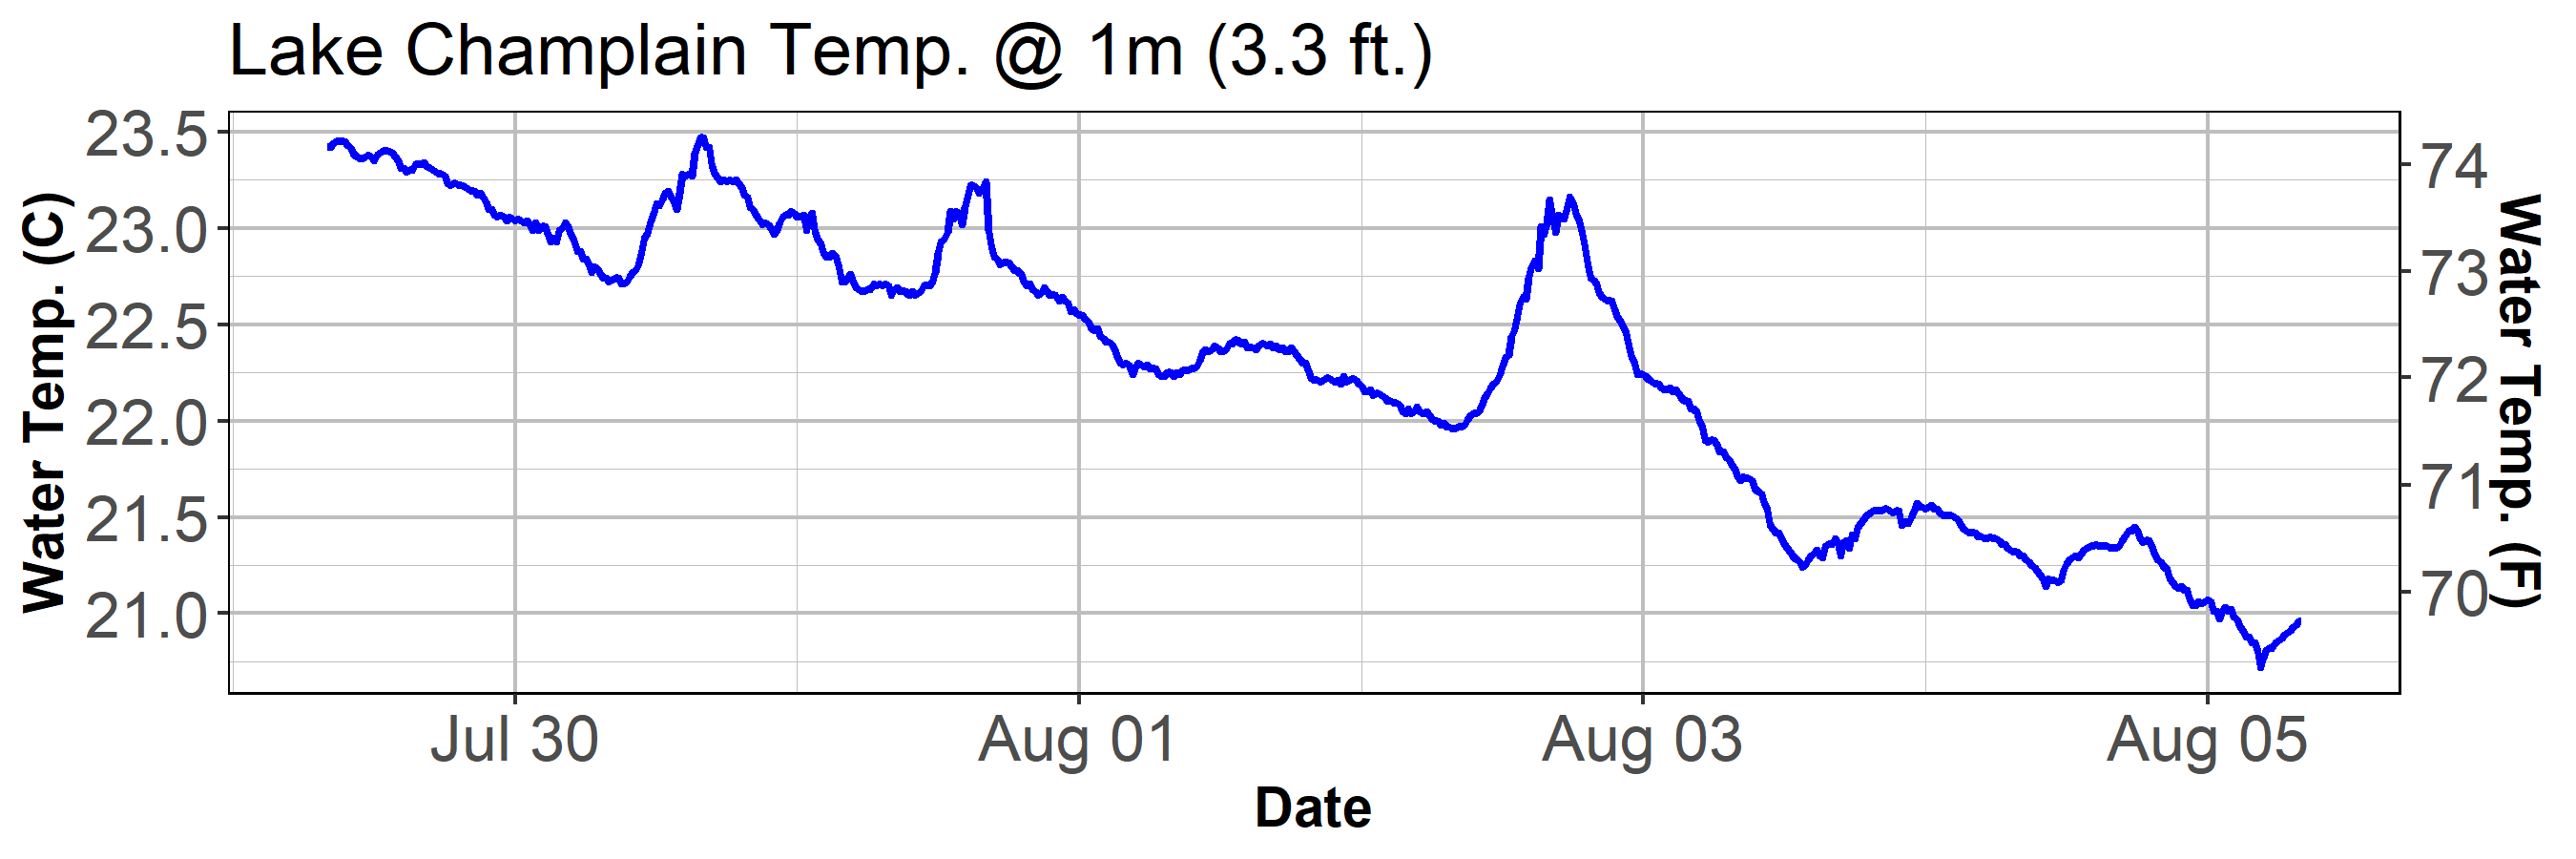 Lake Champlain Temp. @ 1m (3.3 ft.)
Water Temp. (C)
23.5
23.0
22.5
22.0
21.5
21.0
74
73
72
71
70
Water Temp. (F)
Jul 30
Aug 01
Aug 03
Aug 05
Date